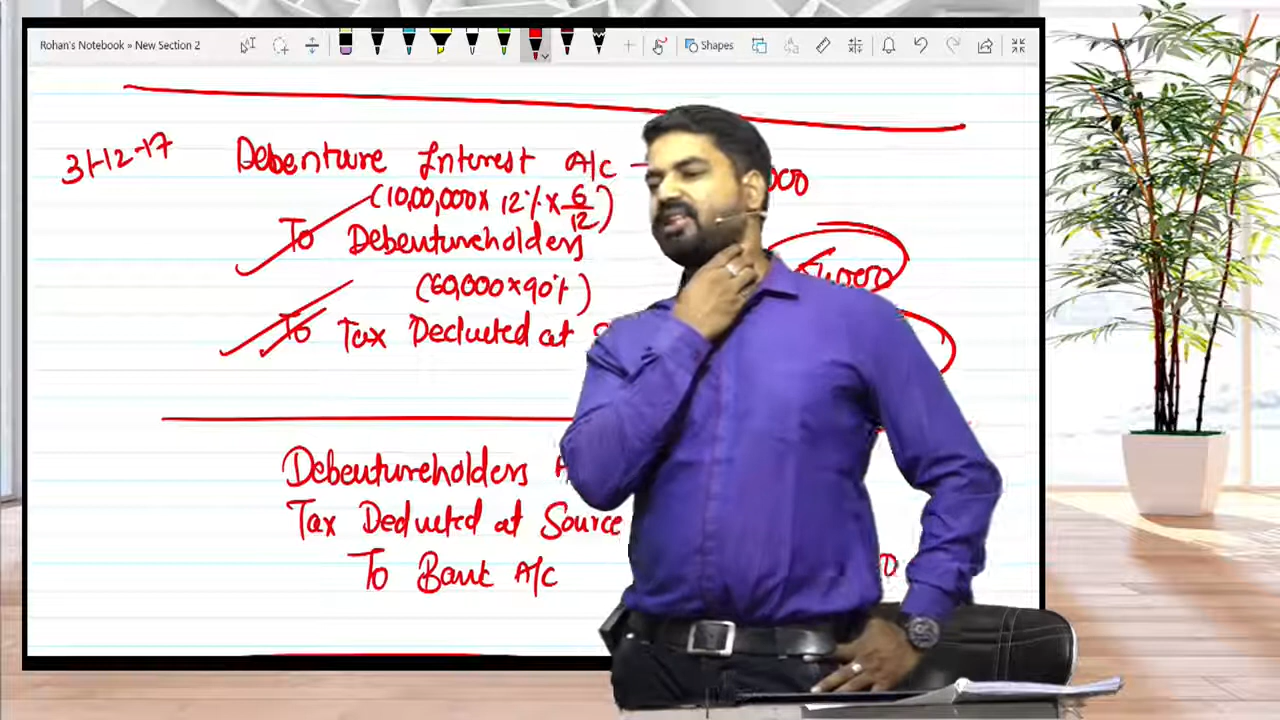 Rohan's Notebook » New Section 2
Shapes
31-12-17 Debenture Interest A/c
(10,00,000 x 12% x 6/12)
To Debentureholders 54000
(60,000 x 90%)
To Tax Deducted at
Debentureholders
Tax Deducted at Source
To Bank A/c